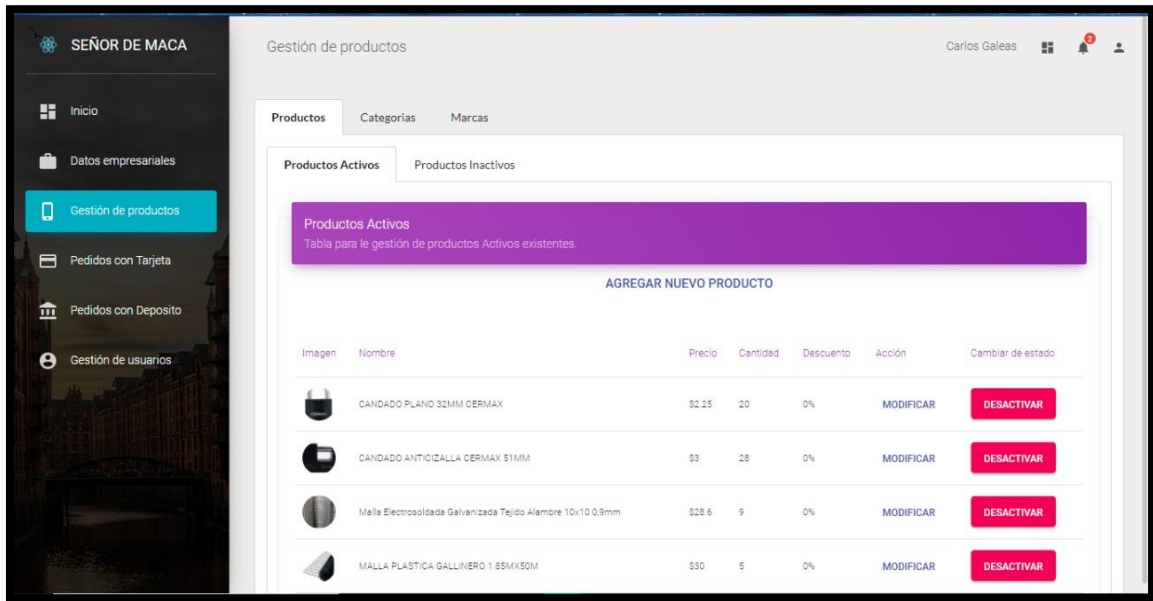 SEÑOR DE MACA
Gestión de productos
Carlos Galeas
2
Inicio
Datos empresariales
Gestión de productos
Pedidos con Tarjeta
Pedidos con Deposito
Gestión de usuarios
Productos Categorias Marcas
Productos Activos Productos Inactivos
Productos Activos
Tabla para le gestión de productos Activos existentes.
AGREGAR NUEVO PRODUCTO
Imagen Nombre Precio Cantidad Descuento Acción Cambiar de estado
CANDADO PLANO 32MM CERMAX $2.25 20 0% MODIFICAR DESACTIVAR
CANDADO ANTICIZALLA CERMAX 51MM $3 28 0% MODIFICAR DESACTIVAR
Malla Electrosoldada Galvanizada Tejido Alambre 10x10 0,9mm $28.6 9 0% MODIFICAR DESACTIVAR
MALLA PLASTICA GALLINERO 1.85MX50M $30 5 0% MODIFICAR DESACTIVAR